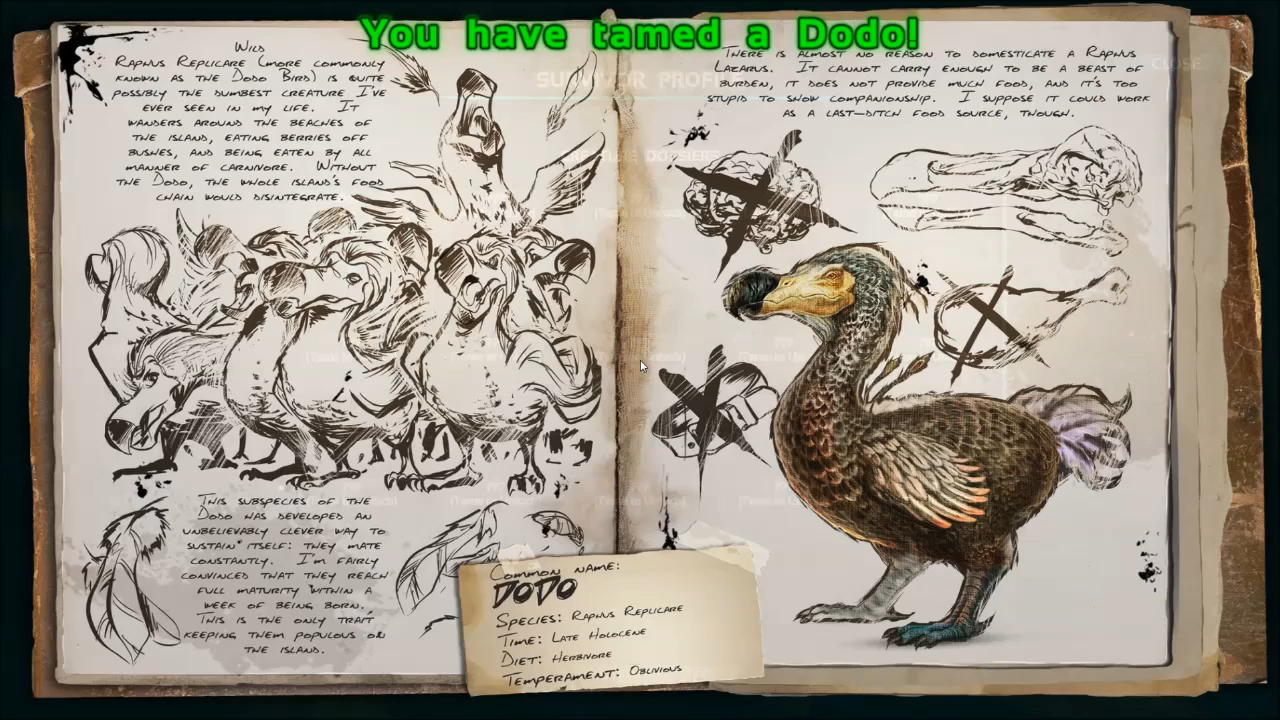 You have tamed a Dodo!
WILD
RAPHUS REPLICARE (MORE COMMONLY
KNOWN AS THE DODO BIRD) IS QUITE
POSSIBLY THE DUMBEST CREATURE I'VE
EVER SEEN IN MY LIFE. IT
WANDERS AROUND THE BEACHES OF
THE ISLAND, EATING BERRIES OFF
BUSHES, AND BEING EATEN BY ALL
MANNER OF CARNIVORE. WITHOUT
THE DODO, THE WHOLE ISLAND'S FOOD
CHAIN WOULD DISINTEGRATE.
THIS SUBSPECIES OF THE
DODO HAS DEVELOPED AN
UNBELIEVABLY CLEVER WAY TO
SUSTAIN ITSELF: THEY MATE
CONSTANTLY. I'M FAIRLY
CONVINCED THAT THEY REACH
FULL MATURITY WITHIN A
WEEK OF BEING BORN.
THIS IS THE ONLY TRAIT
KEEPING THEM POPULOUS ON
THE ISLAND.
SURVIVOR PROFILE
CLOSE
THERE IS ALMOST NO REASON TO DOMESTICATE A RAPHUS
LAZARUS. IT CANNOT CARRY ENOUGH TO BE A BEAST OF
BURDEN, IT DOES NOT PROVIDE MUCH FOOD, AND IT'S TOO
STUPID TO SHOW COMPANIONSHIP. I SUPPOSE IT COULD WORK
AS A LAST-DITCH FOOD SOURCE, THOUGH.
CREATURE DOSSIERS
COMMON NAME:
DODO
SPECIES: RAPHUS REPLICARE
TIME: LATE HOLOCENE
DIET: HERBIVORE
TEMPERAMENT: OBLIVIOUS